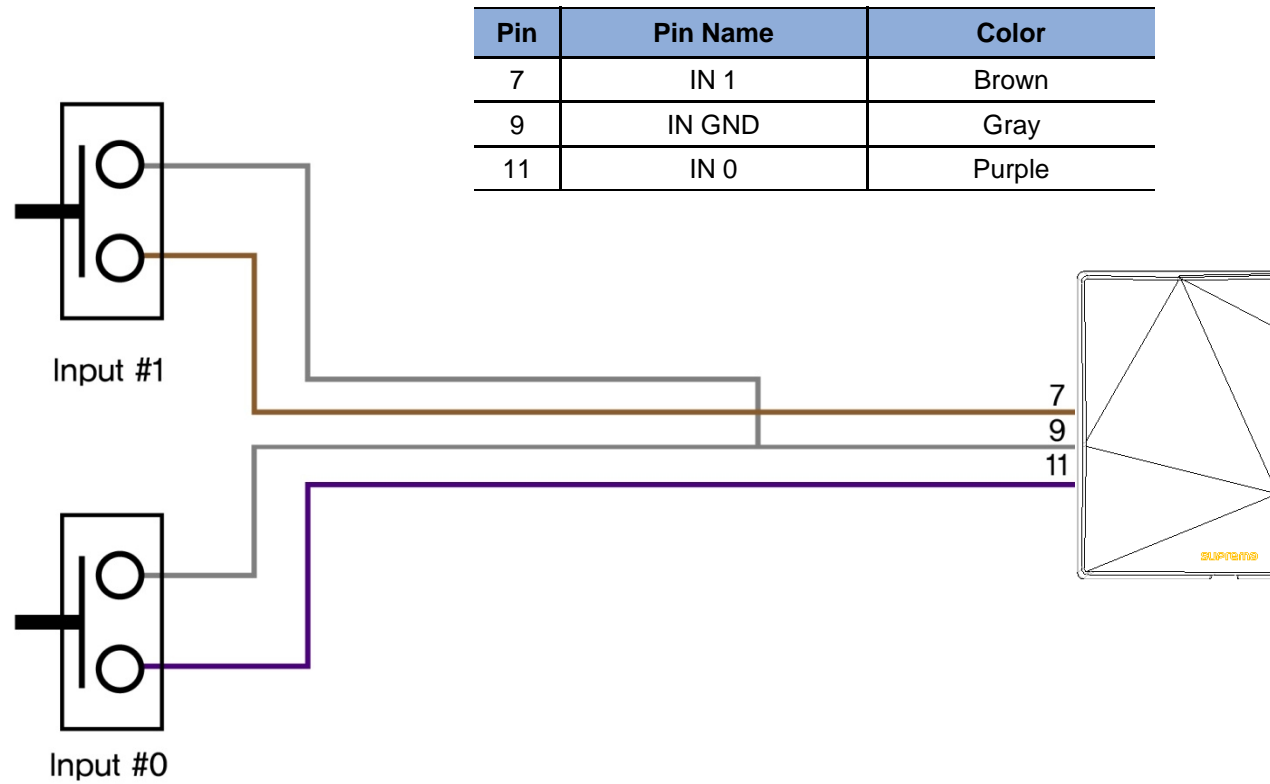 Pin Pin Name Color
7 IN 1 Brown
9 IN GND Gray
11 IN 0 Purple
Input #1
7
9
11
suprema
Input #0